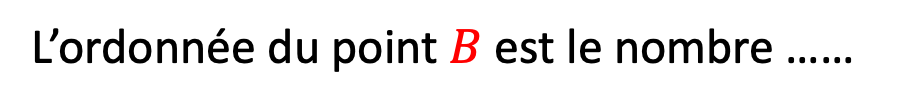 L’ordonnée du point B est le nombre ……